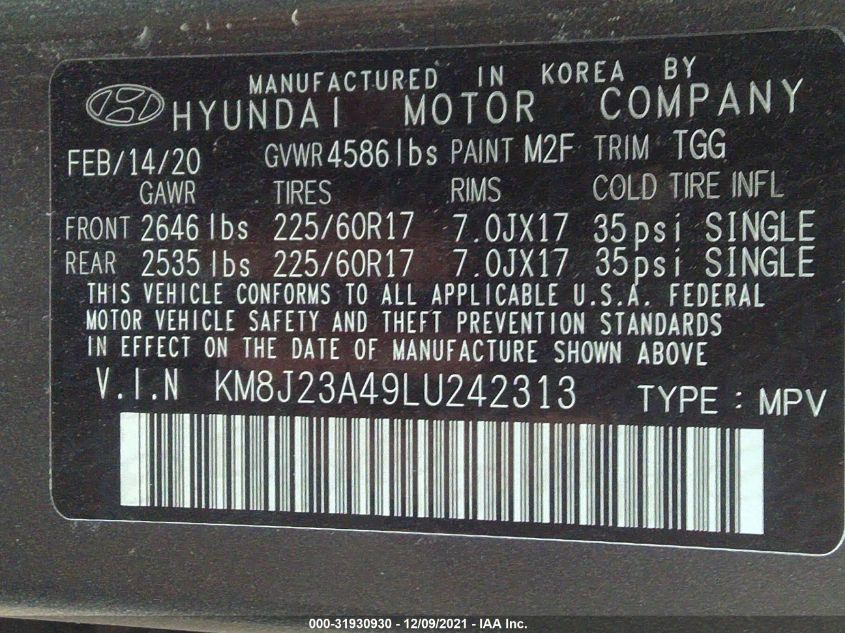 MANUFACTURED IN KOREA BY
HYUNDAI MOTOR COMPANY
FEB/14/20 GVWR 4586 lbs PAINT M2F TRIM TGG
GAWR TIRES RIMS COLD TIRE INFL
FRONT 2646 lbs 225/60R17 7.0JX17 35psi SINGLE
REAR 2535 lbs 225/60R17 7.0JX17 35psi SINGLE
THIS VEHICLE CONFORMS TO ALL APPLICABLE U.S.A. FEDERAL
MOTOR VEHICLE SAFETY AND THEFT PREVENTION STANDARDS
IN EFFECT ON THE DATE OF MANUFACTURE SHOWN ABOVE
V.I.N KM8J23A49LU242313 TYPE : MPV
000-31930930 - 12/09/2021 - IAA Inc.